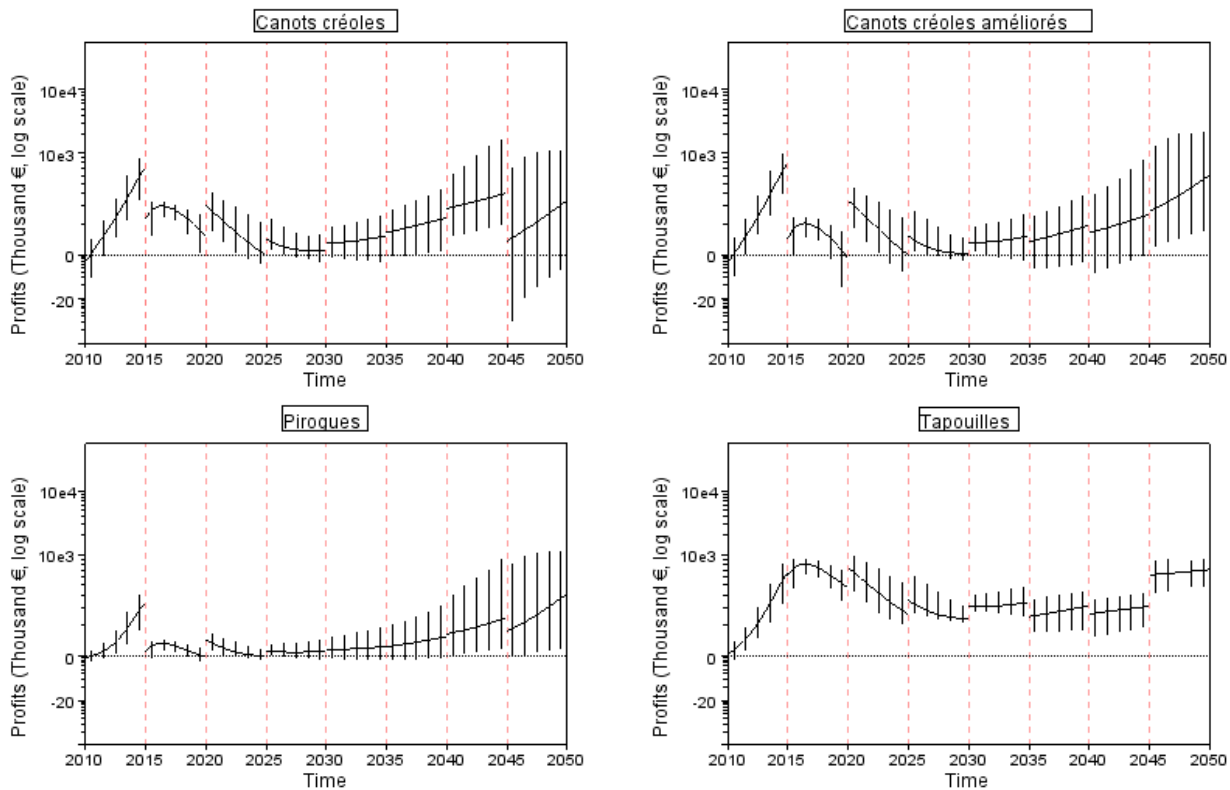 Canots créoles
Profits (Thousand €, log scale)
10e4
10e3
0
-20
2010 2015 2020 2025 2030 2035 2040 2045 2050
Time
Canots créoles améliorés
Profits (Thousand €, log scale)
10e4
10e3
0
-20
2010 2015 2020 2025 2030 2035 2040 2045 2050
Time
Pirogues
Profits (Thousand €, log scale)
10e4
10e3
0
-20
2010 2015 2020 2025 2030 2035 2040 2045 2050
Time
Tapouilles
Profits (Thousand €, log scale)
10e4
10e3
0
-20
2010 2015 2020 2025 2030 2035 2040 2045 2050
Time